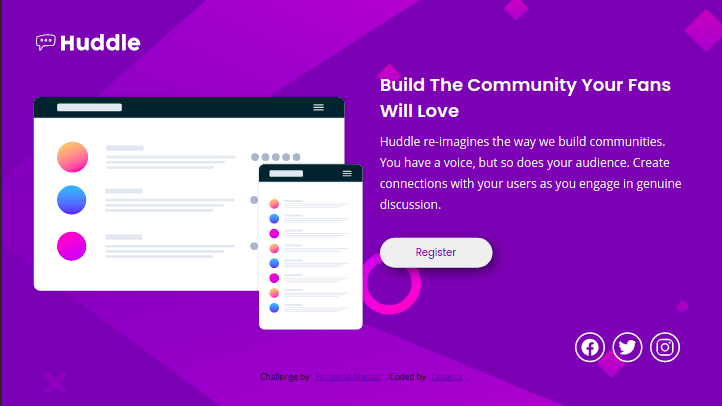 Huddle
Build The Community Your Fans
Will Love
Huddle re-imagines the way we build communities.
You have a voice, but so does your audience. Create
connections with your users as you engage in genuine
discussion.
Register
Challenge by Frontend Mentor . Coded by .